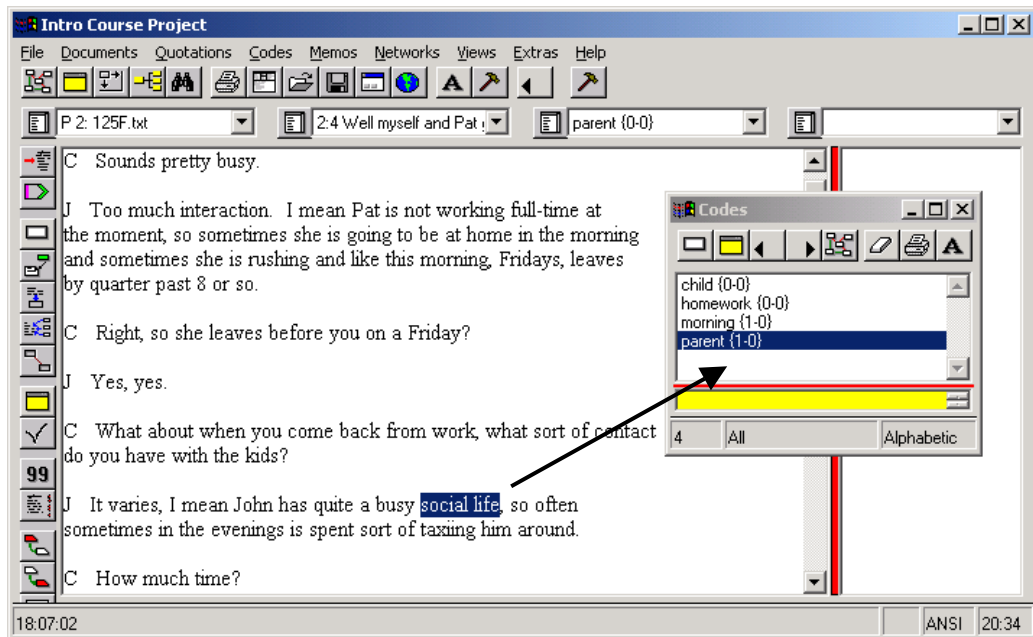 Intro Course Project
File Documents Quotations Codes Memos Networks Views Extras Help
A
P 2: 125F.txt
2:4 Well myself and Pat
parent {0-0}
C Sounds pretty busy.
J Too much interaction. I mean Pat is not working full-time at
the moment, so sometimes she is going to be at home in the morning
and sometimes she is rushing and like this morning, Fridays, leaves
by quarter past 8 or so.
C Right, so she leaves before you on a Friday?
J Yes, yes.
C What about when you come back from work, what sort of contact
do you have with the kids?
J It varies, I mean John has quite a busy social life, so often
sometimes in the evenings is spent sort of taxiing him around.
C How much time?
99
Codes
A
child {0-0}
homework {0-0}
morning {1-0}
parent {1-0}
4 All Alphabetic
18:07:02
ANSI 20:34